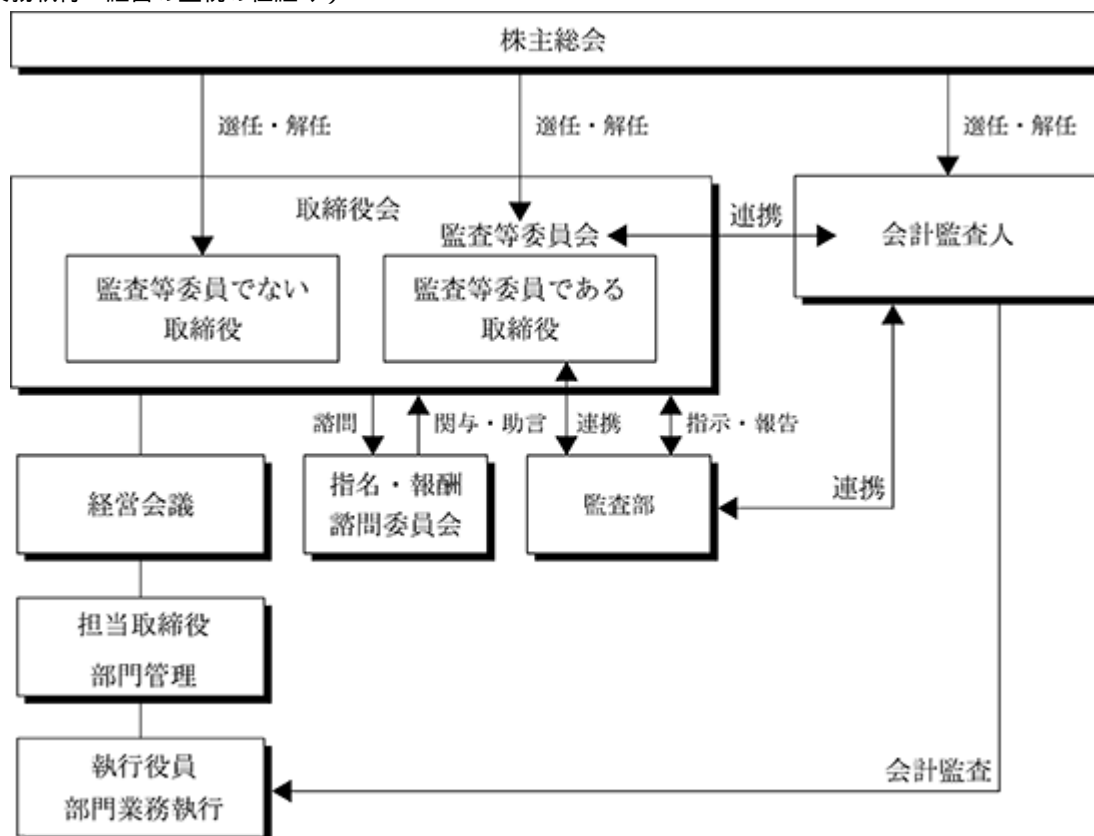 株主総会
選任・解任
選任・解任
選任・解任
取締役会
監査等委員会
連携
会計監査人
監査等委員でない
取締役
監査等委員である
取締役
諮問
関与・助言
連携
指示・報告
経営会議
指名・報酬
諮問委員会
監査部
連携
担当取締役
部門管理
執行役員
部門業務執行
会計監査